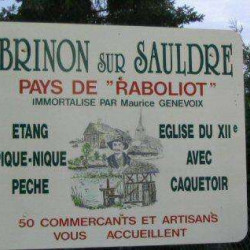 BRINON SUR SAULDRE
PAYS DE "RABOLIOT"
IMMORTALISE PAR Maurice GENEVOIX
ETANG
PIQUE-NIQUE
PECHE
EGLISE DU XIIe
AVEC
CAQUETOIR
50 COMMERCANTS ET ARTISANS
VOUS ACCUEILLENT